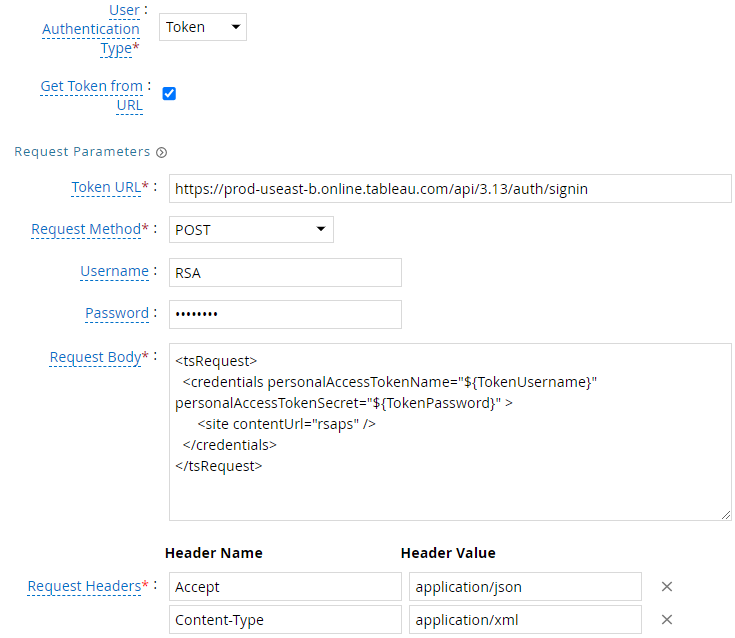 User :
Authentication Token
Type*
Get Token from :
URL
Request Parameters
Token URL* : https://prod-useast-b.online.tableau.com/api/3.13/auth/signin
Request Method* : POST
Username : RSA
Password : ••••••••
Request Body* : <tsRequest>
<credentials personalAccessTokenName="${TokenUsername}"
personalAccessTokenSecret="${TokenPassword}" >
<site contentUrl="rsaps" />
</credentials>
</tsRequest>
Header Name Header Value
Request Headers* : Accept application/json
Content-Type application/xml